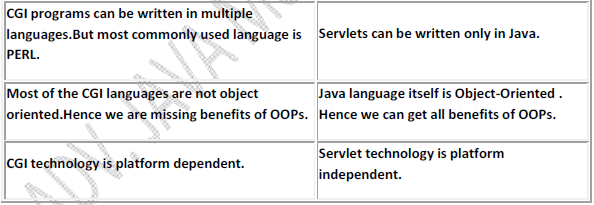 CGI programs can be written in multiple
languages.But most commonly used language is
PERL.
Servlets can be written only in Java.
Most of the CGI languages are not object
oriented.Hence we are missing benefits of OOPs.
Java language itself is Object-Oriented .
Hence we can get all benefits of OOPs.
CGI technology is platform dependent.
Servlet technology is platform
independent.
ADV. JAVA